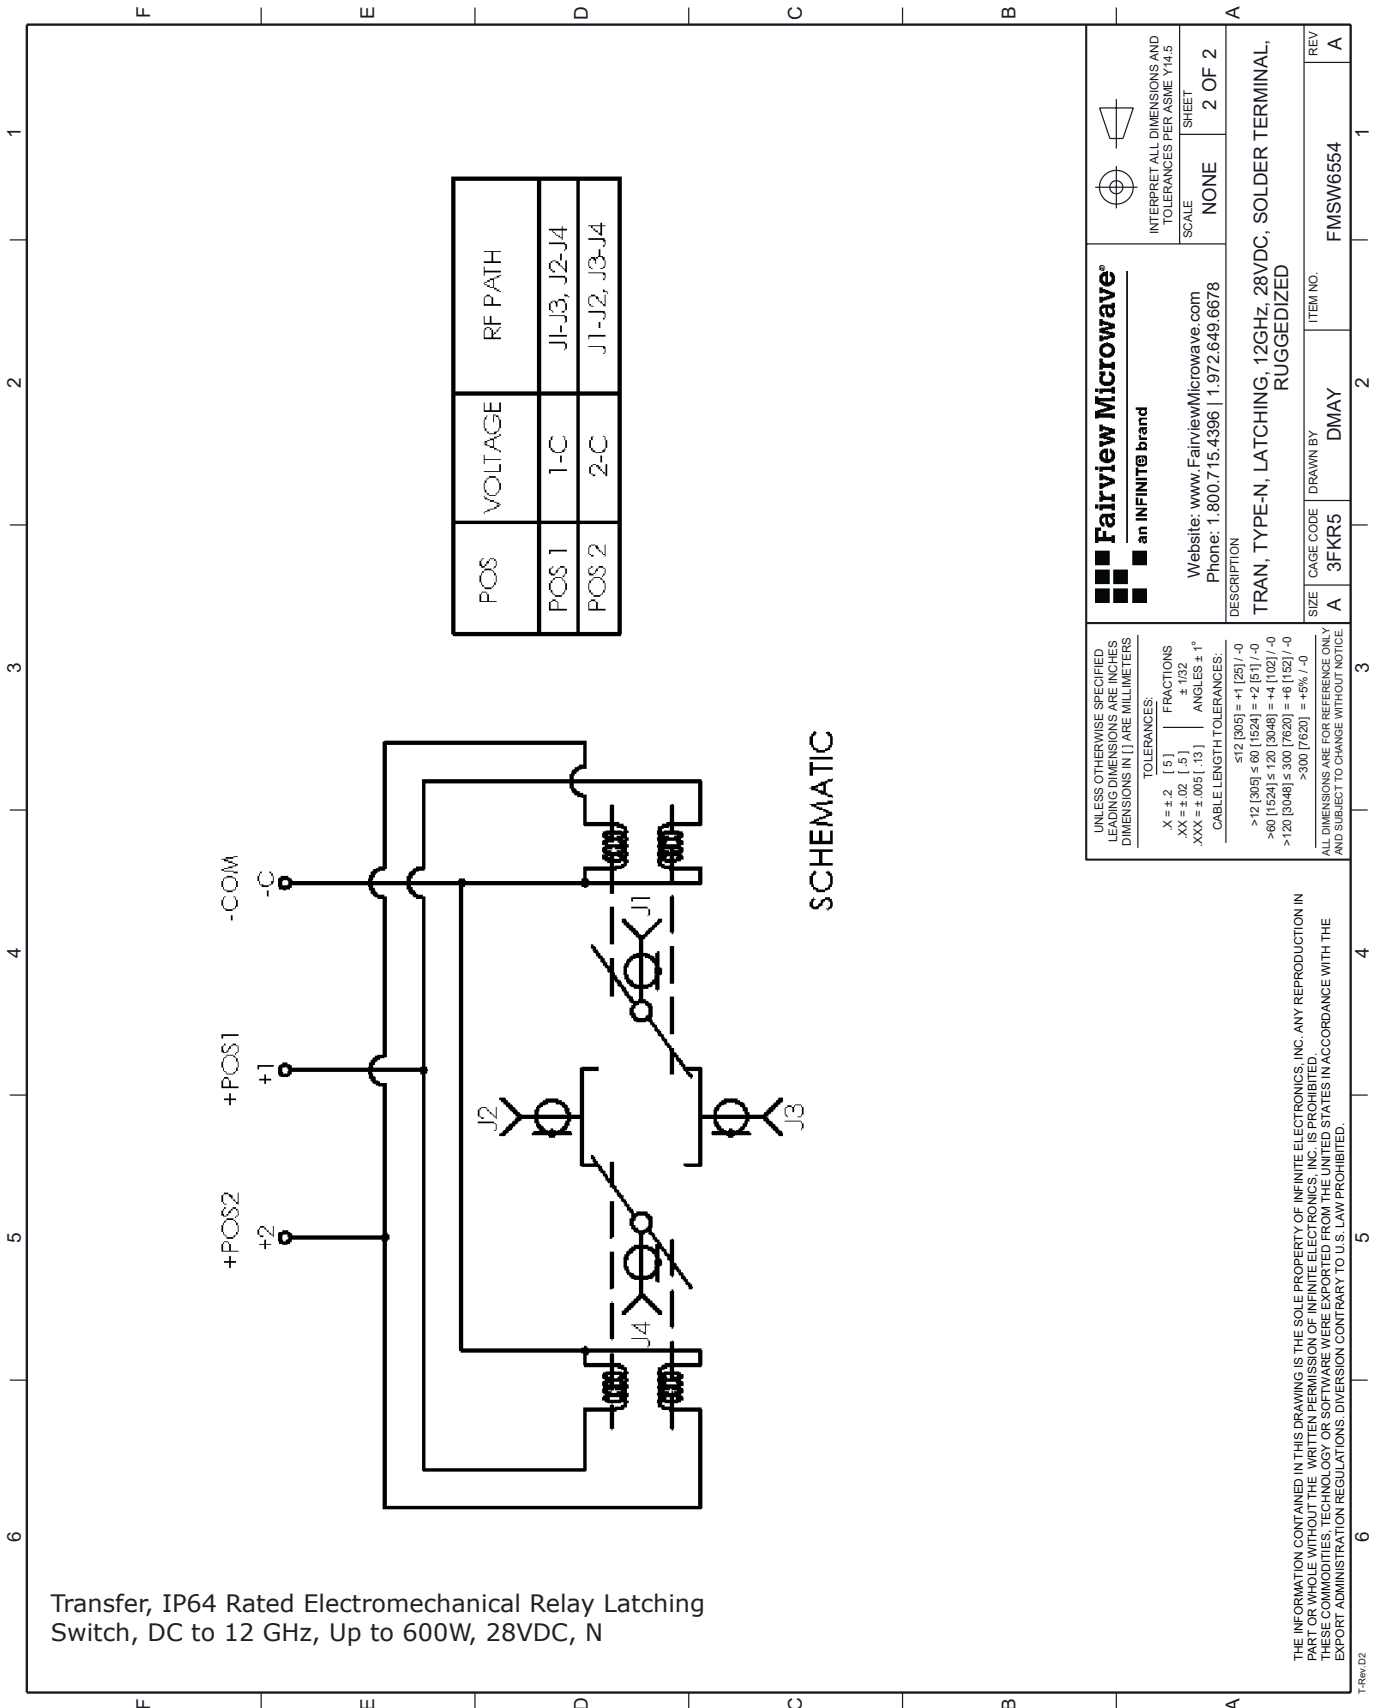 6
5
4
3
2
1
F
E
D
C
B
A
+POS2
+2
+POS1
+1
-COM
-C
J2
J4
J1
J3
SCHEMATIC
POS VOLTAGE RF PATH
POS 1 1-C J1-J3, J2-J4
POS 2 2-C J1-J2, J3-J4
UNLESS OTHERWISE SPECIFIED
LEADING DIMENSIONS ARE INCHES
DIMENSIONS IN [ ] ARE MILLIMETERS
TOLERANCES:
.X = ±.2 [ 5 ] FRACTIONS
.XX = ±.02 [ .5 ] ± 1/32
.XXX = ±.005 [ .13 ] ANGLES ± 1°
CABLE LENGTH TOLERANCES:
≤12 [305] = +1 [25] / -0
>12 [305] ≤ 60 [1524] = +2 [51] / -0
>60 [1524] ≤ 120 [3048] = +4 [102] / -0
>120 [3048] ≤ 300 [7620] = +6 [152] / -0
>300 [7620] = +5% / -0
ALL DIMENSIONS ARE FOR REFERENCE ONLY
AND SUBJECT TO CHANGE WITHOUT NOTICE.
Fairview Microwave®
an INFINIT® brand
Website: www.FairviewMicrowave.com
Phone: 1.800.715.4396 | 1.972.649.6678
INTERPRET ALL DIMENSIONS AND
TOLERANCES PER ASME Y14.5
SCALE NONE
SHEET 2 OF 2
DESCRIPTION
TRAN, TYPE-N, LATCHING, 12GHz, 28VDC, SOLDER TERMINAL,
RUGGEDIZED
SIZE A
CAGE CODE 3FKR5
DRAWN BY DMAY
ITEM NO. FMSW6554
REV A
THE INFORMATION CONTAINED IN THIS DRAWING IS THE SOLE PROPERTY OF INFINITE ELECTRONICS, INC. ANY REPRODUCTION IN
PART OR WHOLE WITHOUT THE WRITTEN PERMISSION OF INFINITE ELECTRONICS, INC. IS PROHIBITED.
THESE COMMODITIES, TECHNOLOGY OR SOFTWARE WERE EXPORTED FROM THE UNITED STATES IN ACCORDANCE WITH THE
EXPORT ADMINISTRATION REGULATIONS. DIVERSION CONTRARY TO U.S. LAW PROHIBITED.
6
5
4
3
2
1
F
E
D
C
B
A
T-Rev.D2
Transfer, IP64 Rated Electromechanical Relay Latching
Switch, DC to 12 GHz, Up to 600W, 28VDC, N